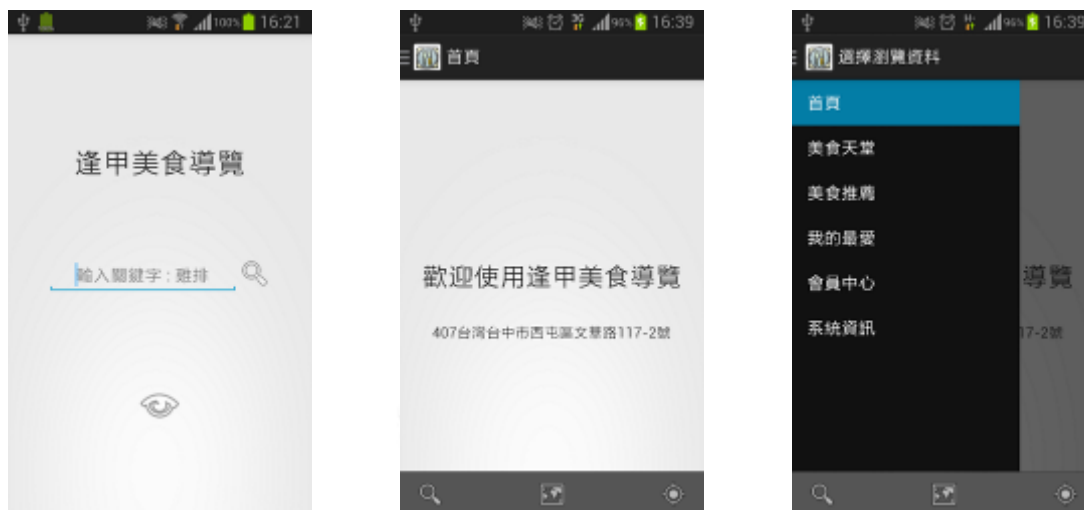 100% 16:21
逢甲美食導覽
輸入關鍵字：雞排
96% 16:39
首頁
歡迎使用逢甲美食導覽
407台灣台中市西屯區文華路117-2號
96% 16:39
選擇瀏覽資料
首頁
美食天堂
美食推薦
我的最愛
會員中心
系統資訊
導覽
17-2號